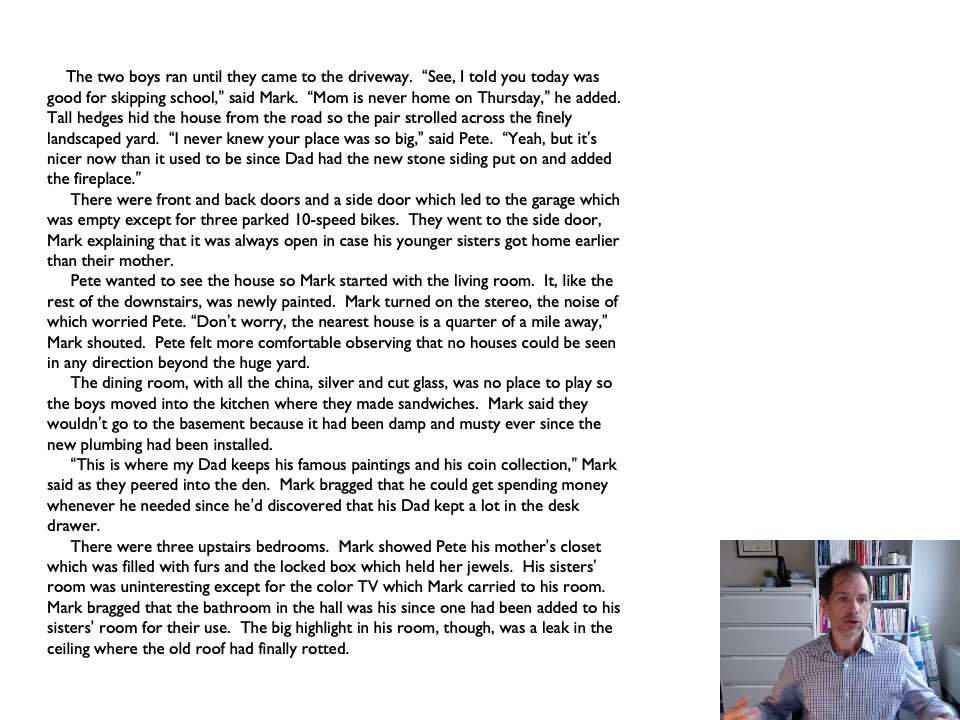 The two boys ran until they came to the driveway.  “See, I told you today was
good for skipping school,” said Mark.  “Mom is never home on Thursday,” he added.
Tall hedges hid the house from the road so the pair strolled across the finely
landscaped yard.  “I never knew your place was so big,” said Pete.  “Yeah, but it’s
nicer now than it used to be since Dad had the new stone siding put on and added
the fireplace.”
There were front and back doors and a side door which led to the garage which
was empty except for three parked 10-speed bikes.  They went to the side door,
Mark explaining that it was always open in case his younger sisters got home earlier
than their mother.
Pete wanted to see the house so Mark started with the living room.  It, like the
rest of the downstairs, was newly painted.  Mark turned on the stereo, the noise of
which worried Pete. “Don’t worry, the nearest house is a quarter of a mile away,”
Mark shouted.  Pete felt more comfortable observing that no houses could be seen
in any direction beyond the huge yard.
The dining room, with all the china, silver and cut glass, was no place to play so
the boys moved into the kitchen where they made sandwiches.  Mark said they
wouldn’t go to the basement because it had been damp and musty ever since the
new plumbing had been installed.
“This is where my Dad keeps his famous paintings and his coin collection,” Mark
said as they peered into the den.  Mark bragged that he could get spending money
whenever he needed since he’d discovered that his Dad kept a lot in the desk
drawer.
There were three upstairs bedrooms.  Mark showed Pete his mother’s closet
which was filled with furs and the locked box which held her jewels.  His sisters’
room was uninteresting except for the color TV which Mark carried to his room.
Mark bragged that the bathroom in the hall was his since one had been added to his
sisters’ room for their use.  The big highlight in his room, though, was a leak in the
ceiling where the old roof had finally rotted.